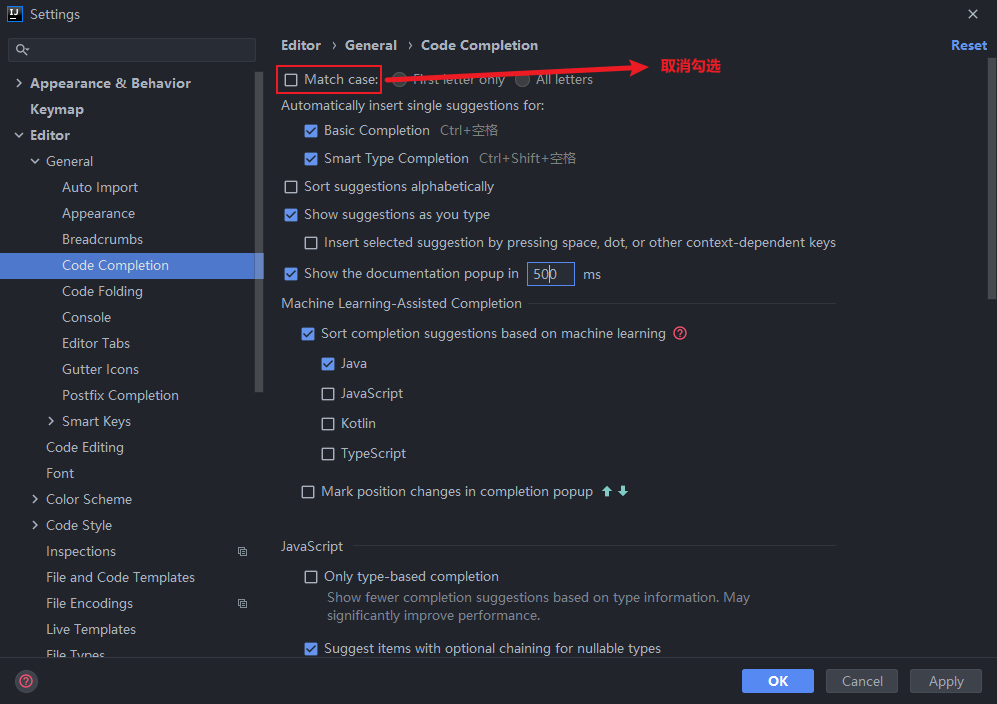 Settings
Editor › General › Code Completion Reset
Appearance & Behavior
Keymap
Editor
General
Auto Import
Appearance
Breadcrumbs
Code Completion
Code Folding
Console
Editor Tabs
Gutter Icons
Postfix Completion
Smart Keys
Code Editing
Font
Color Scheme
Code Style
Inspections
File and Code Templates
File Encodings
Live Templates
File Types
Match case: First letter only All letters
取消勾选
Automatically insert single suggestions for:
Basic Completion Ctrl+空格
Smart Type Completion Ctrl+Shift+空格
Sort suggestions alphabetically
Show suggestions as you type
Insert selected suggestion by pressing space, dot, or other context-dependent keys
Show the documentation popup in 500 ms
Machine Learning-Assisted Completion
Sort completion suggestions based on machine learning
Java
JavaScript
Kotlin
TypeScript
Mark position changes in completion popup
JavaScript
Only type-based completion
Show fewer completion suggestions based on type information. May
significantly improve performance.
Suggest items with optional chaining for nullable types
OK Cancel Apply